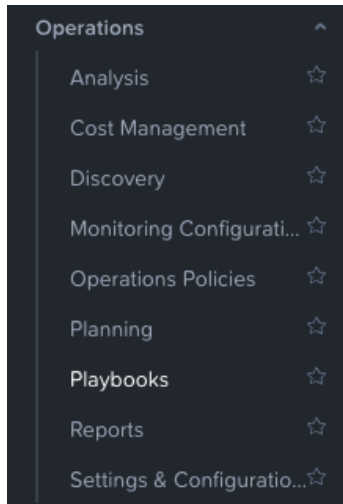 Operations
Analysis
Cost Management
Discovery
Monitoring Configurati...
Operations Policies
Planning
Playbooks
Reports
Settings & Configuratio...